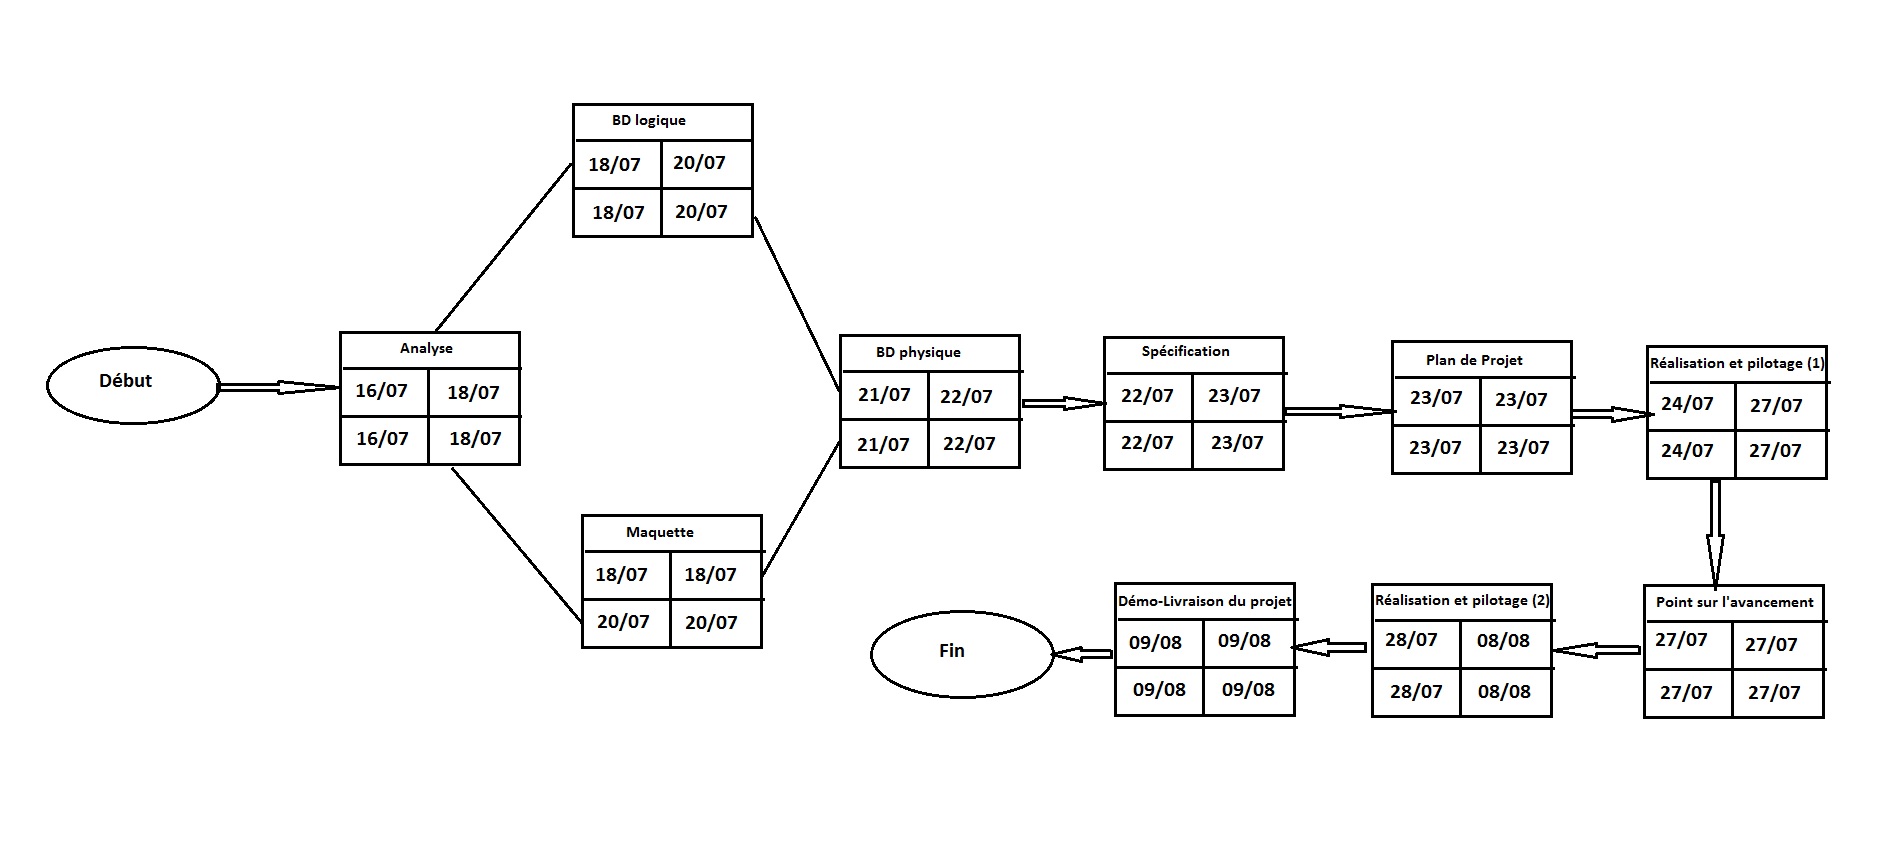 BD logique
18/07 20/07
18/07 20/07
Début
Analyse
16/07 18/07
16/07 18/07
Maquette
18/07 18/07
20/07 20/07
BD physique
21/07 22/07
21/07 22/07
Spécification
22/07 23/07
22/07 23/07
Plan de Projet
23/07 23/07
23/07 23/07
Réalisation et pilotage (1)
24/07 27/07
24/07 27/07
Point sur l'avancement
27/07 27/07
27/07 27/07
Réalisation et pilotage (2)
28/07 08/08
28/07 08/08
Démo-Livraison du projet
09/08 09/08
09/08 09/08
Fin